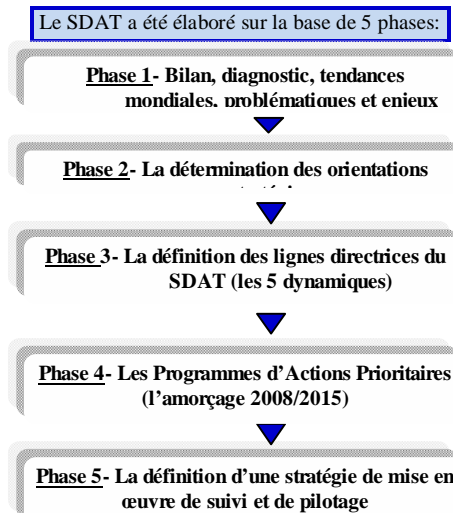 Le SDAT a été élaboré sur la base de 5 phases:
Phase 1- Bilan, diagnostic, tendances
mondiales, problématiques et enjeux
Phase 2- La détermination des orientations
Phase 3- La définition des lignes directrices du
SDAT (les 5 dynamiques)
Phase 4- Les Programmes d’Actions Prioritaires
(l’amorçage 2008/2015)
Phase 5- La définition d’une stratégie de mise en
œuvre de suivi et de pilotage